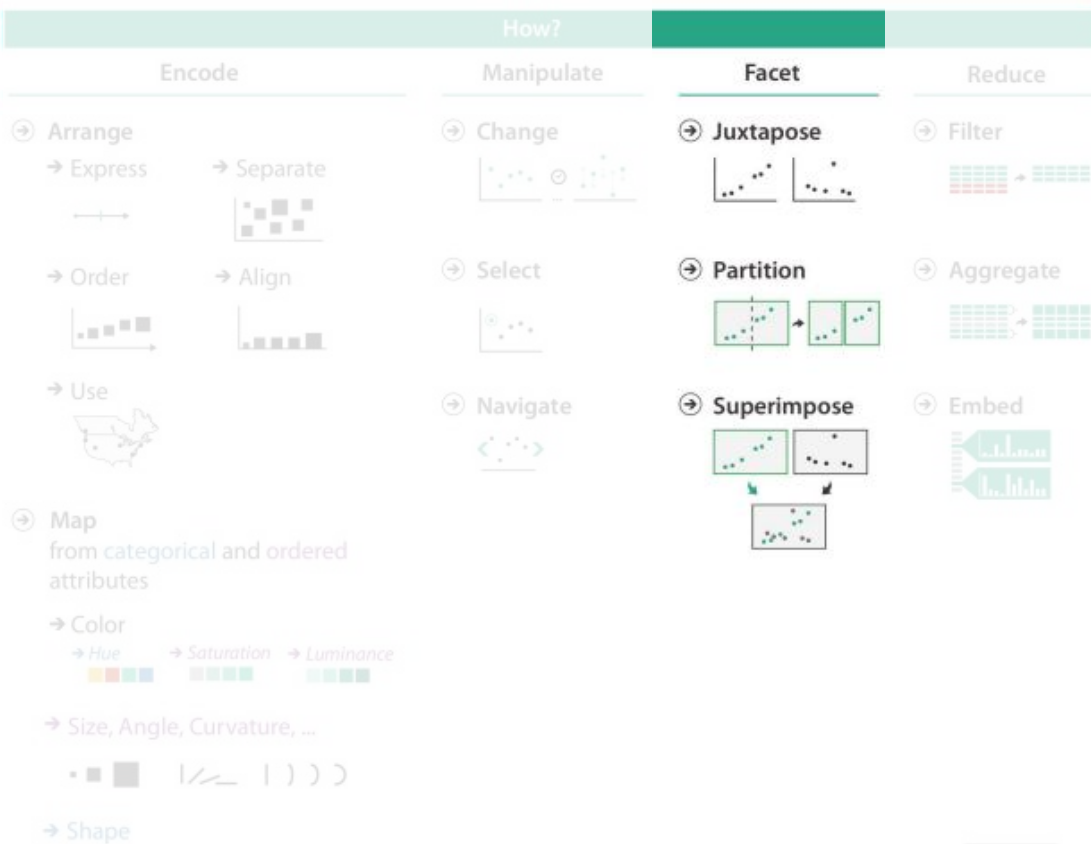 How?
Encode
Manipulate
Facet
Reduce
Arrange
→ Express
→ Separate
→ Order
→ Align
→ Use
Map
from categorical and ordered
attributes
→ Color
→ Hue
→ Saturation
→ Luminance
→ Size, Angle, Curvature, ...
→ Shape
Change
Select
Navigate
Juxtapose
Partition
Superimpose
Filter
Aggregate
Embed